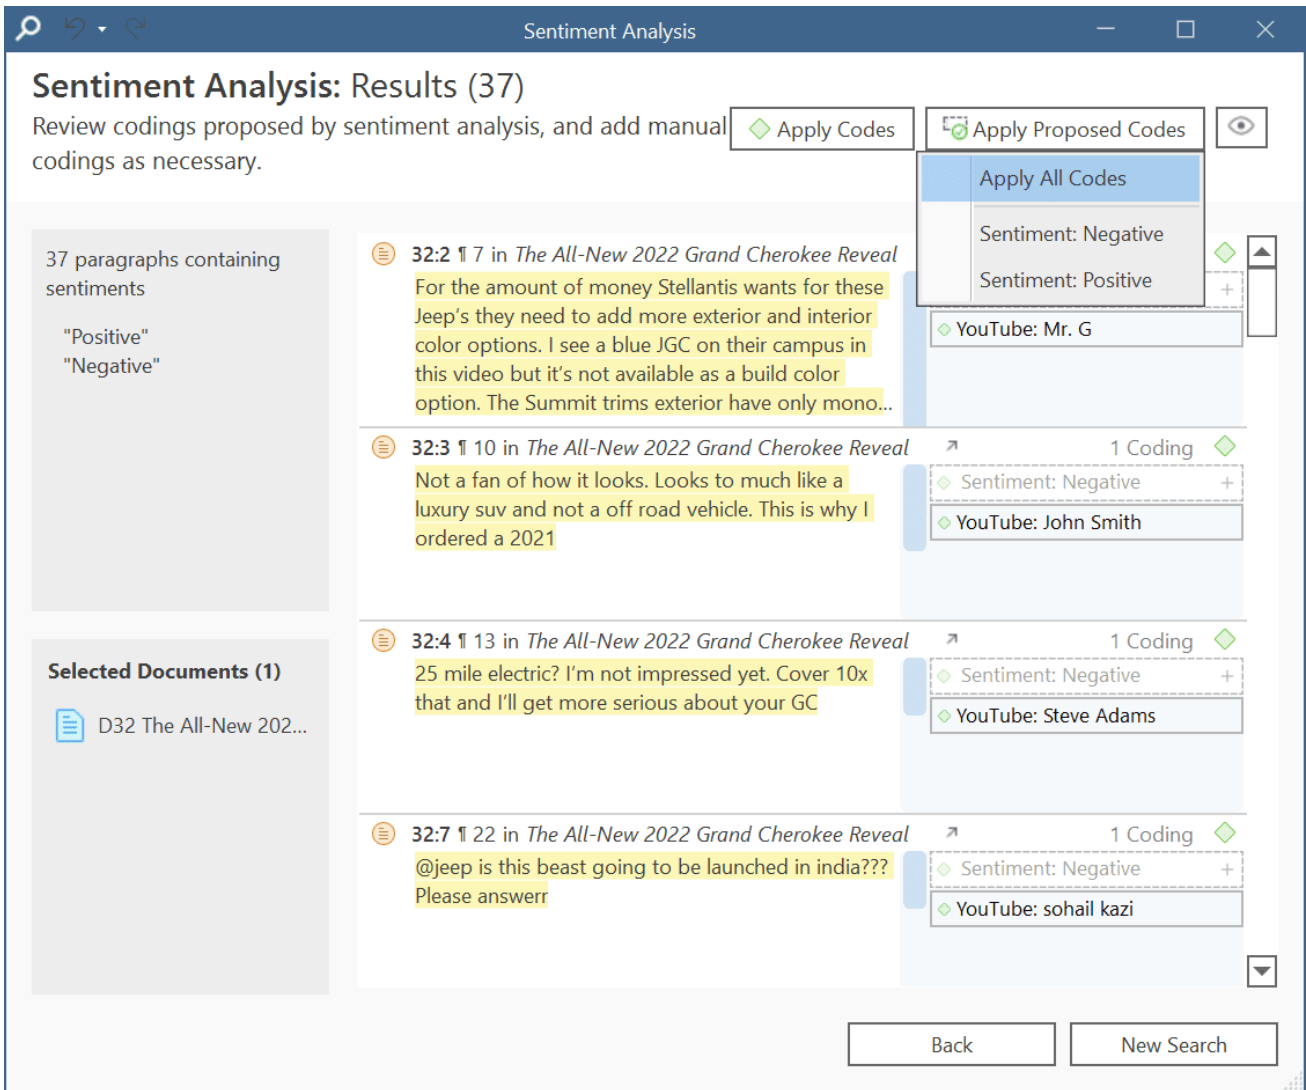 Sentiment Analysis
Sentiment Analysis: Results (37)
Review codings proposed by sentiment analysis, and add manual
codings as necessary.
Apply Codes
Apply Proposed Codes
Apply All Codes
Sentiment: Negative
Sentiment: Positive
37 paragraphs containing
sentiments
"Positive"
"Negative"
Selected Documents (1)
D32 The All-New 202...
32:2 ¶ 7 in The All-New 2022 Grand Cherokee Reveal
For the amount of money Stellantis wants for these
Jeep's they need to add more exterior and interior
color options. I see a blue JGC on their campus in
this video but it's not available as a build color
option. The Summit trims exterior have only mono...
+
YouTube: Mr. G
32:3 ¶ 10 in The All-New 2022 Grand Cherokee Reveal
1 Coding
Not a fan of how it looks. Looks to much like a
luxury suv and not a off road vehicle. This is why I
ordered a 2021
Sentiment: Negative +
YouTube: John Smith
32:4 ¶ 13 in The All-New 2022 Grand Cherokee Reveal
1 Coding
25 mile electric? I'm not impressed yet. Cover 10x
that and I'll get more serious about your GC
Sentiment: Negative +
YouTube: Steve Adams
32:7 ¶ 22 in The All-New 2022 Grand Cherokee Reveal
1 Coding
@jeep is this beast going to be launched in india???
Please answerr
Sentiment: Negative +
YouTube: sohail kazi
Back
New Search